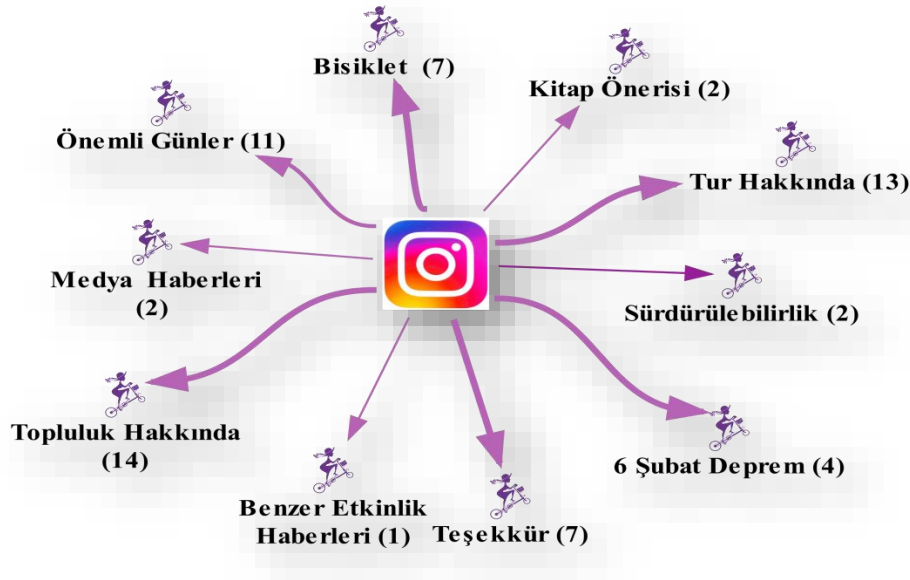 Bisiklet (7)
Kitap Önerisi (2)
Önemli Günler (11)
Tur Hakkında (13)
Medya Haberleri
(2)
Sürdürülebilirlik (2)
Topluluk Hakkında
(14)
6 Şubat Deprem (4)
Benzer Etkinlik
Haberleri (1)
Teşekkür (7)